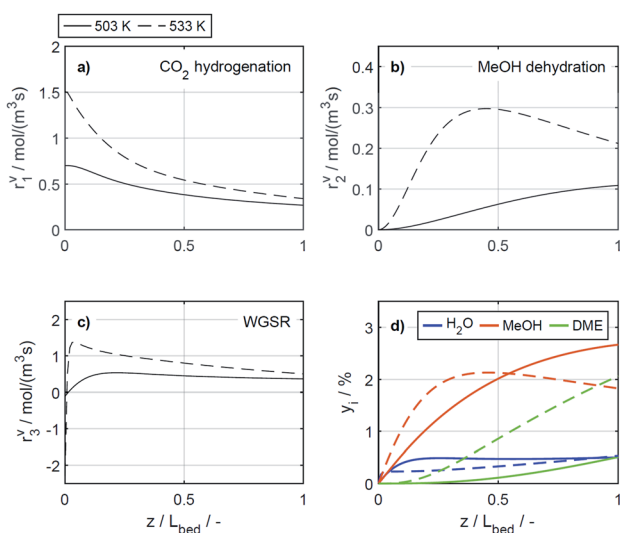 503 K 533 K
a) CO₂ hydrogenation
r₁ᵛ / mol/(m³s)
1.5
1
0.5
0
0 0.5 1
b) MeOH dehydration
r₂ᵛ / mol/(m³s)
0.4
0.3
0.2
0.1
0
0 0.5 1
c) WGSR
r₃ᵛ / mol/(m³s)
2
1
0
-1
-2
0 0.5 1
z / L_bed / -
d) H₂O MeOH DME
yᵢ / %
3
2
1
0
0 0.5 1
z / L_bed / -